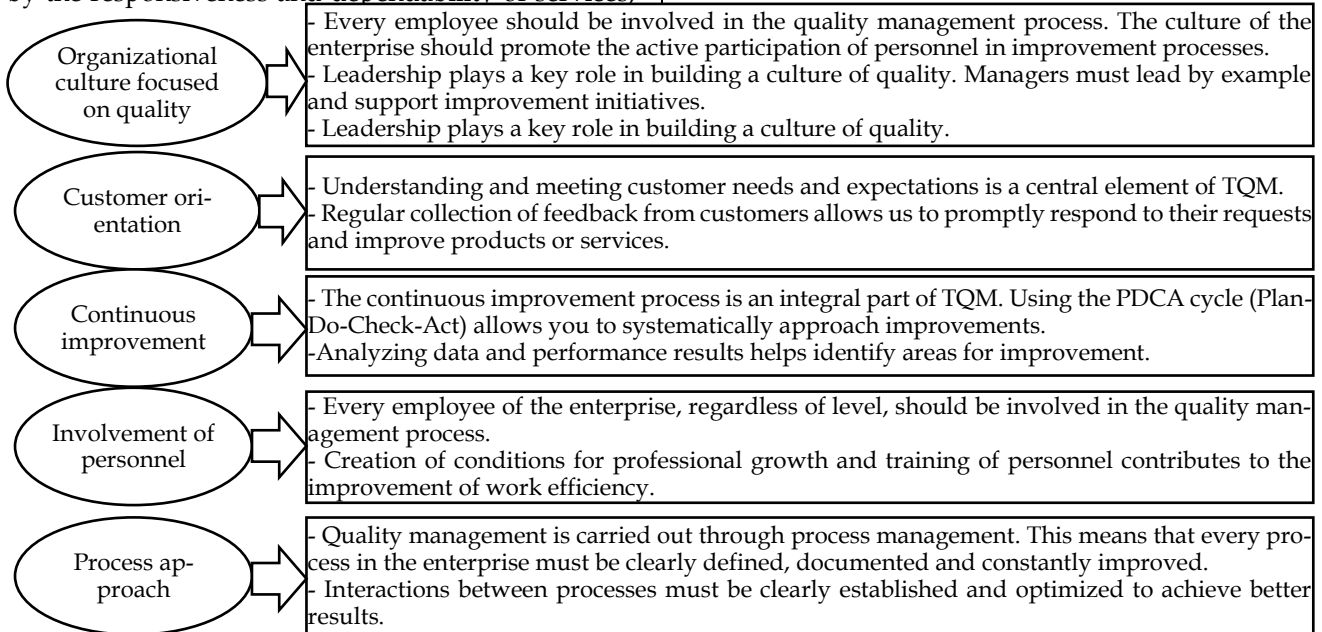 by the responsiveness and dependability of services,
Organizational
culture focused
on quality
- Every employee should be involved in the quality management process. The culture of the
enterprise should promote the active participation of personnel in improvement processes.
- Leadership plays a key role in building a culture of quality. Managers must lead by example
and support improvement initiatives.
- Leadership plays a key role in building a culture of quality.
Customer ori-
entation
- Understanding and meeting customer needs and expectations is a central element of TQM.
- Regular collection of feedback from customers allows us to promptly respond to their requests
and improve products or services.
Continuous
improvement
- The continuous improvement process is an integral part of TQM. Using the PDCA cycle (Plan-
Do-Check-Act) allows you to systematically approach improvements.
-Analyzing data and performance results helps identify areas for improvement.
Involvement of
personnel
- Every employee of the enterprise, regardless of level, should be involved in the quality man-
agement process.
- Creation of conditions for professional growth and training of personnel contributes to the
improvement of work efficiency.
Process ap-
proach
- Quality management is carried out through process management. This means that every pro-
cess in the enterprise must be clearly defined, documented and constantly improved.
- Interactions between processes must be clearly established and optimized to achieve better
results.